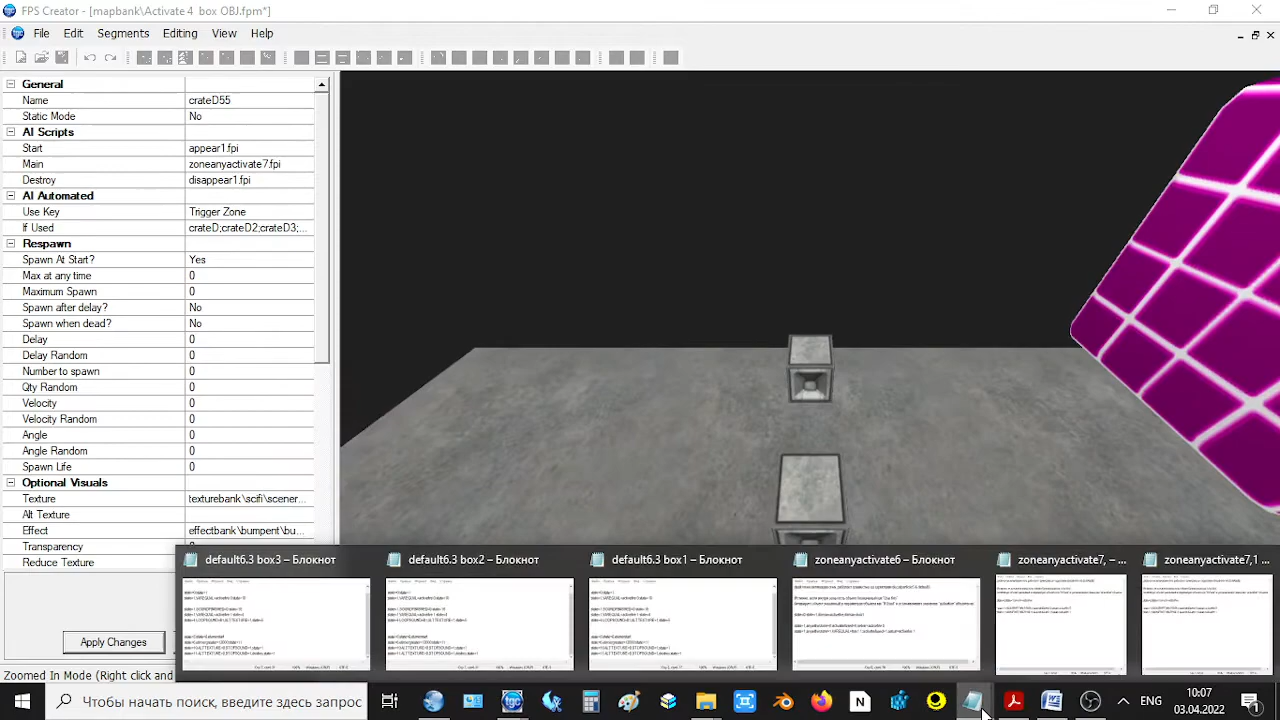 FPS Creator - [mapbank\Activate 4 box OBJ.fpm*]
File Edit Segments Editing View Help
General
Name crateD55
Static Mode No
AI Scripts
Start appear1.fpi
Main zoneanyactivate7.fpi
Destroy disappear1.fpi
AI Automated
Use Key Trigger Zone
If Used crateD;crateD2;crateD3;...
Respawn
Spawn At Start? Yes
Max at any time 0
Maximum Spawn 0
Spawn after delay? No
Spawn when dead? No
Delay 0
Delay Random 0
Number to spawn 0
Qty Random 0
Velocity 0
Velocity Random 0
Angle 0
Angle Random 0
Spawn Life 0
Optional Visuals
Texture texturebank\scifi\scener...
Alt Texture
Effect effectbank\bumpent\bu...
Transparency
Reduce Textu
default6.3 box3 – Блокнот default6.3 box2 – Блокнот default6.3 box1 – Блокнот zoneanyactivate6 – Блокнот zoneanyactivate7 –... zoneanyactivate7,1 ...
In Mode (left click
Чтобы начать поиск, введите здесь запрос
ENG
10:07
03.04.2022